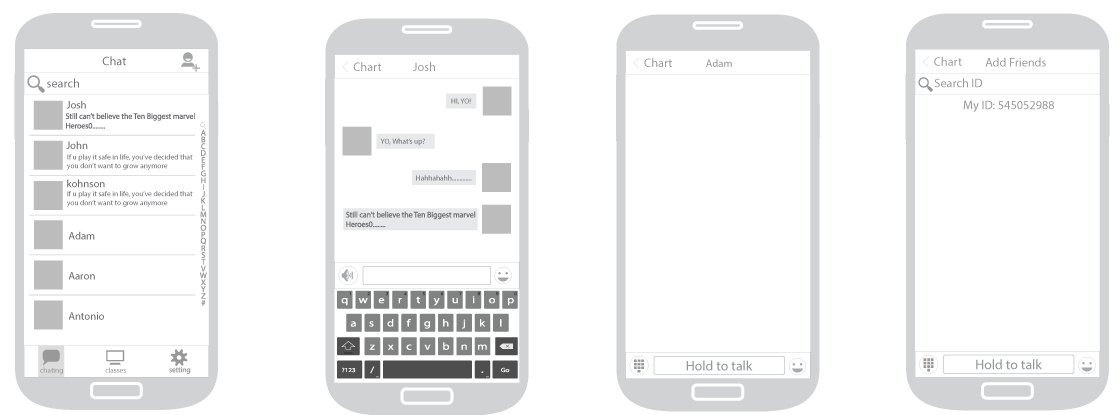 Chat
search
Josh
Still can't believe the Ten Biggest marvel
Heroes0.......
John
If u play it safe in life, you've decided that
you don't want to grow anymore
kohnson
If u play it safe in life, you've decided that
you don't want to grow anymore
Adam
Aaron
Antonio
A
B
C
D
E
F
G
H
I
J
K
L
M
N
O
P
Q
R
S
T
V
W
X
Y
Z
#
chating
classes
setting
Chart Josh
HI, YO!
YO, What's up?
Hahhahahh............
Still can't believe the Ten Biggest marvel
Heroes0.......
q w e r t y u i o p
a s d f g h j k l
z x c v b n m
?123 / . Go
Chart Adam
Hold to talk
Chart Add Friends
Search ID
My ID: 545052988
Hold to talk